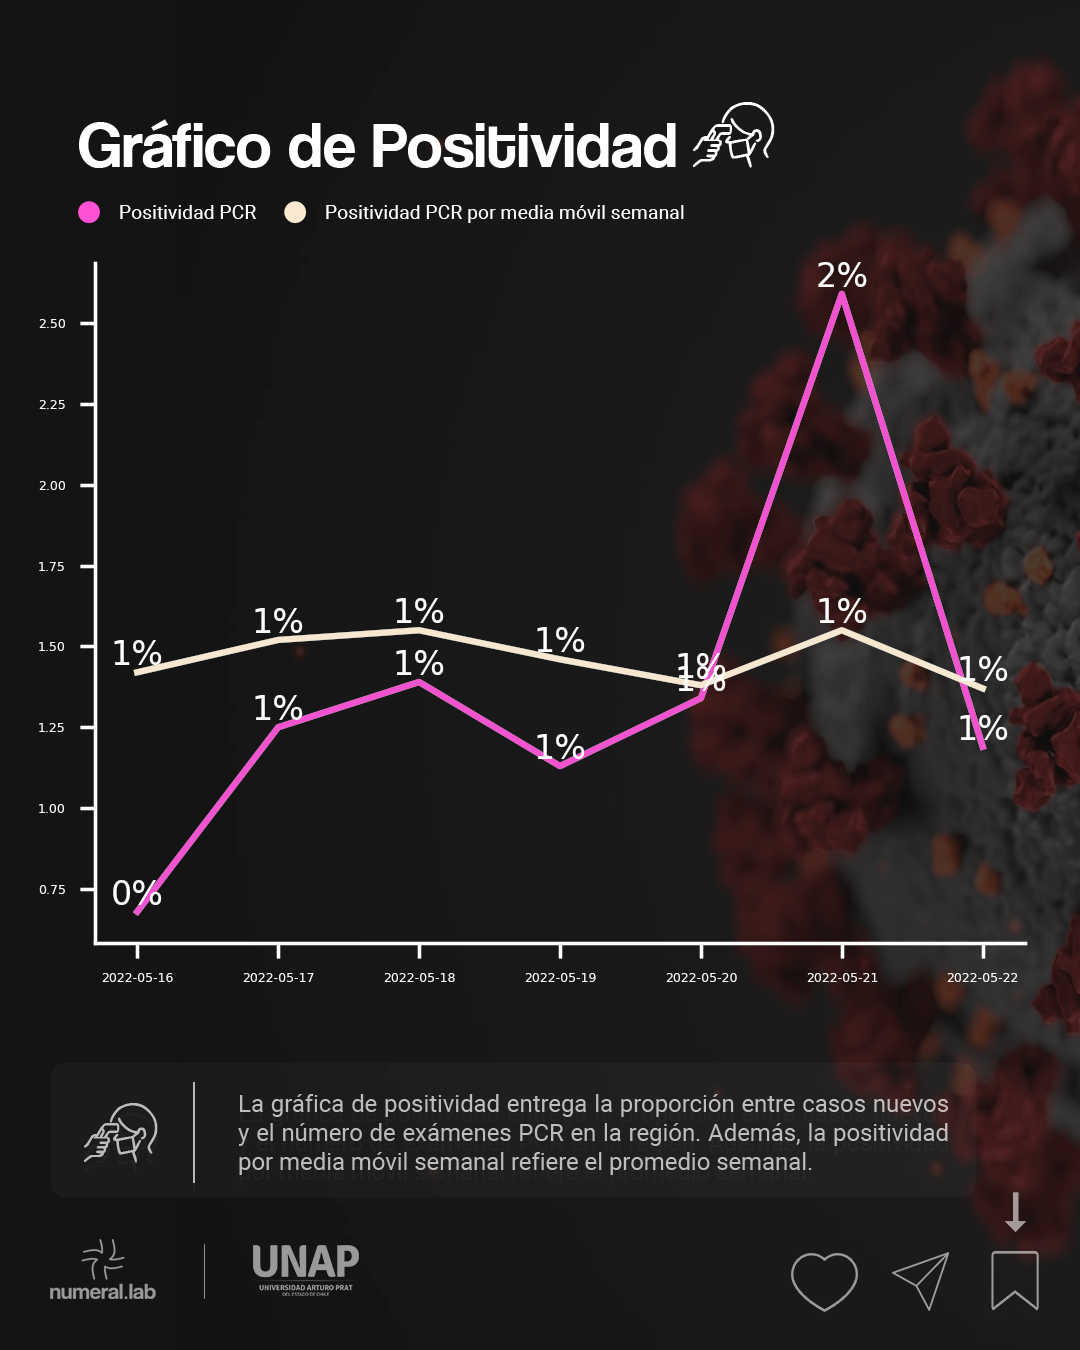 Gráfico de Positividad
Positividad PCR
Positividad PCR por media móvil semanal
2%
2.50
2.25
2.00
1.75
1% 1% 1% 1% 1% 1% 1%
1.50
0% 1% 1% 1% 1% 1%
1.25
1.00
0.75
2022-05-16 2022-05-17 2022-05-18 2022-05-19 2022-05-20 2022-05-21 2022-05-22
La gráfica de positividad entrega la proporción entre casos nuevos
y el número de exámenes PCR en la región. Además, la positividad
por media móvil semanal refiere el promedio semanal.
numeral.lab
UNAP
UNIVERSIDAD ARTURO PRAT
DEL ESTADO DE CHILE